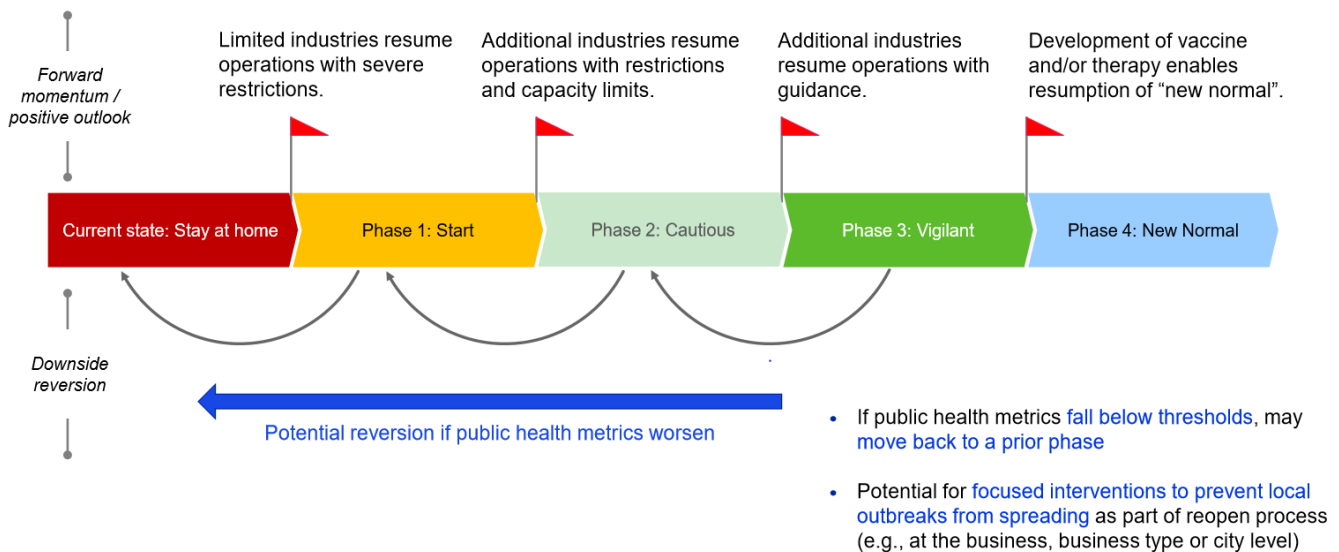 Forward
momentum /
positive outlook
Limited industries resume
operations with severe
restrictions.
Additional industries resume
operations with restrictions
and capacity limits.
Additional industries
resume operations with
guidance.
Development of vaccine
and/or therapy enables
resumption of “new normal”.
Current state: Stay at home
Phase 1: Start
Phase 2: Cautious
Phase 3: Vigilant
Phase 4: New Normal
Downside
reversion
Potential reversion if public health metrics worsen
• If public health metrics fall below thresholds, may
move back to a prior phase
• Potential for focused interventions to prevent local
outbreaks from spreading as part of reopen process
(e.g., at the business, business type or city level)